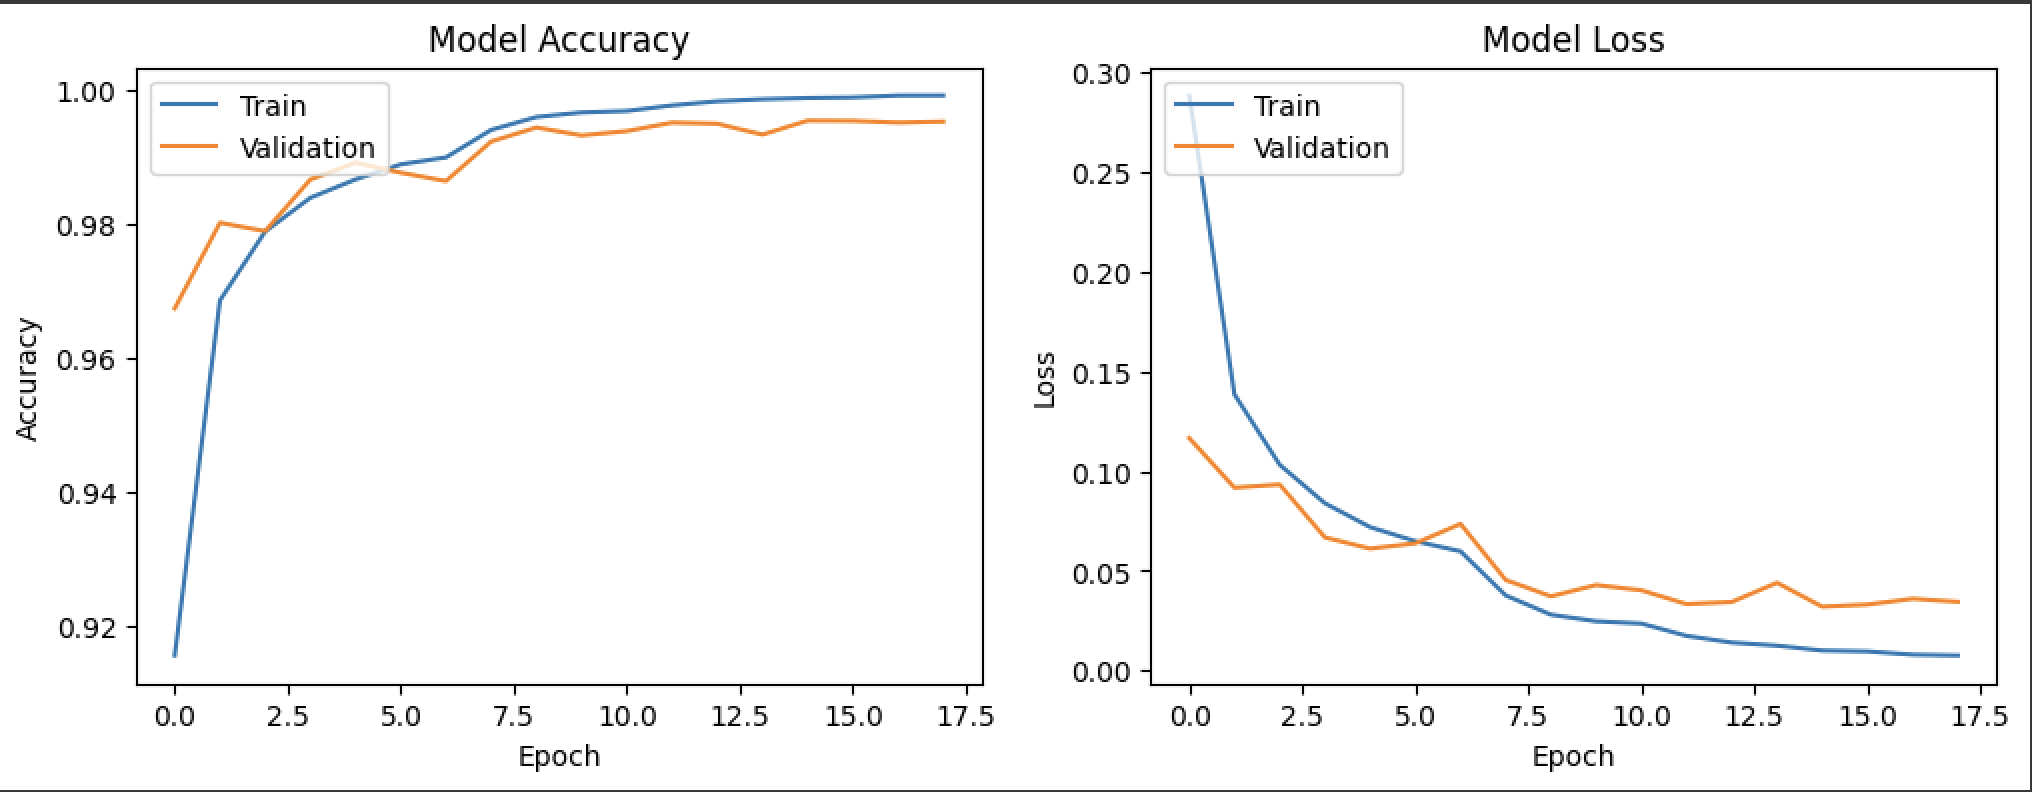 Model Accuracy
Train
Validation
1.00
0.98
0.96
0.94
0.92
Accuracy
0.0 2.5 5.0 7.5 10.0 12.5 15.0 17.5
Epoch
Model Loss
Train
Validation
0.30
0.25
0.20
0.15
0.10
0.05
0.00
Loss
0.0 2.5 5.0 7.5 10.0 12.5 15.0 17.5
Epoch